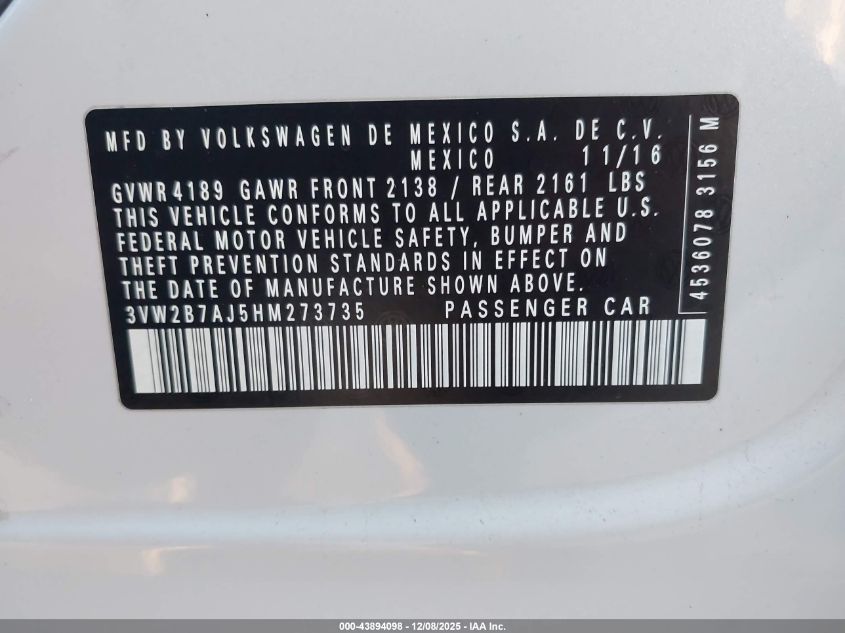 MFD BY VOLKSWAGEN DE MEXICO S.A. DE C.V.
MEXICO 11/16
GVWR 4189 GAWR FRONT 2138 / REAR 2161 LBS
THIS VEHICLE CONFORMS TO ALL APPLICABLE U.S.
FEDERAL MOTOR VEHICLE SAFETY, BUMPER AND
THEFT PREVENTION STANDARDS IN EFFECT ON
THE DATE OF MANUFACTURE SHOWN ABOVE.
3VW2B7AJ5HM273735 PASSENGER CAR
4536078 3156 M
000-43894098 - 12/08/2025 - IAA Inc.